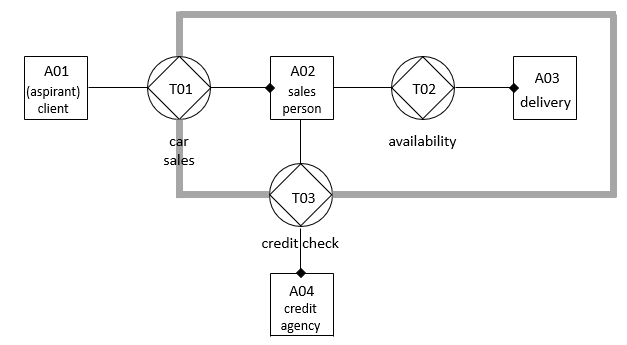 A01
(aspirant)
client
T01
car
sales
A02
sales
person
T02
availability
A03
delivery
T03
credit check
A04
credit
agency